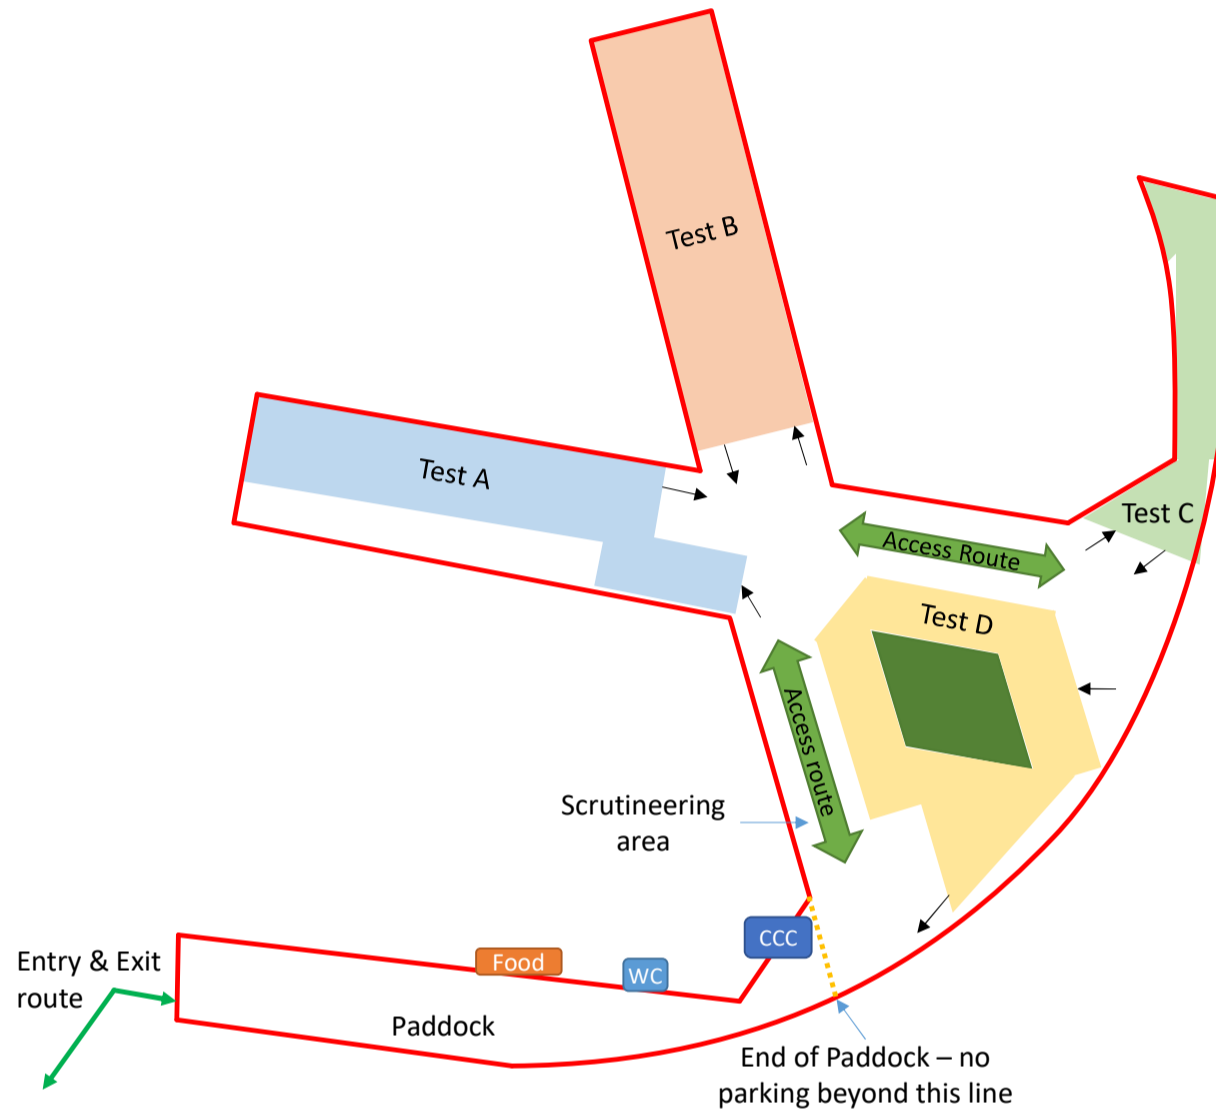 Test B
Test A
Test C
Access Route
Test D
Access route
Scrutineering
area
CCC
Food
WC
Entry & Exit
route
Paddock
End of Paddock – no
parking beyond this line